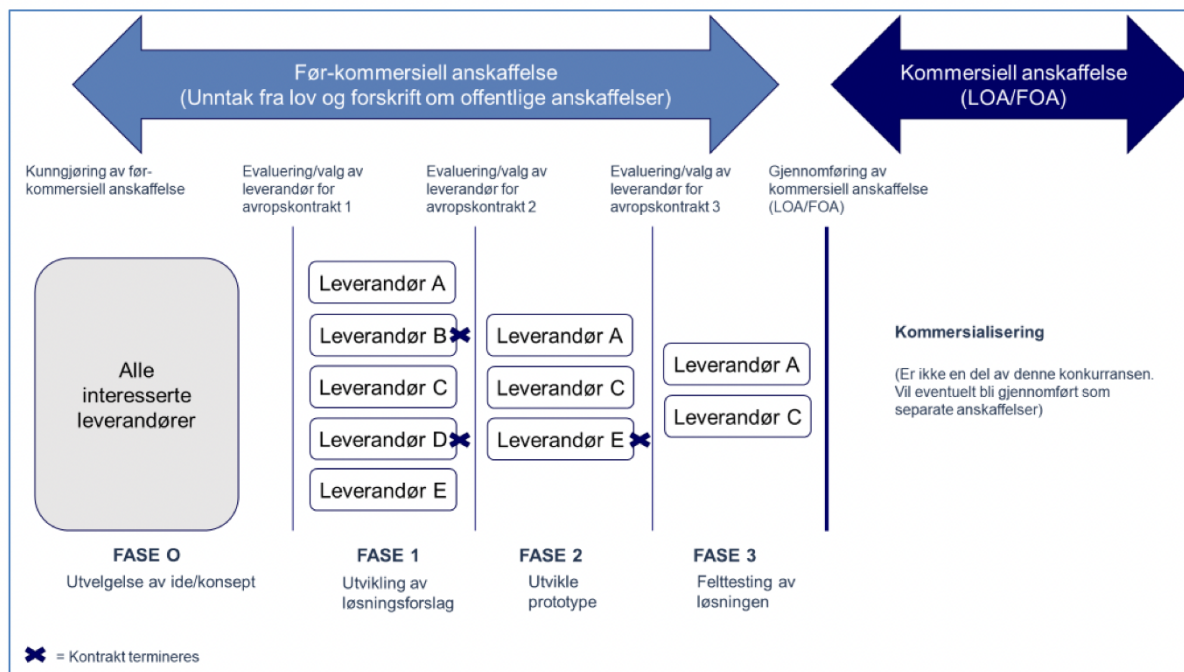 Før-kommersiell anskaffelse
(Unntak fra lov og forskrift om offentlige anskaffelser)
Kommersiell anskaffelse
(LOA/FOA)
Kunngjøring av før-
kommersiell anskaffelse
Evaluering/valg av
leverandør for
avropskontrakt 1
Evaluering/valg av
leverandør for
avropskontrakt 2
Evaluering/valg av
leverandør for
avropskontrakt 3
Gjennomføring av
kommersiell anskaffelse
(LOA/FOA)
Alle
interesserte
leverandører
Leverandør A
Leverandør B
Leverandør C
Leverandør D
Leverandør E
Leverandør A
Leverandør C
Leverandør E
Leverandør A
Leverandør C
Kommersialisering
(Er ikke en del av denne konkurransen.
Vil eventuelt bli gjennomført som
separate anskaffelser)
FASE O
Utvelgelse av ide/konsept
FASE 1
Utvikling av
løsningsforslag
FASE 2
Utvikle
prototype
FASE 3
Felttesting av
løsningen
= Kontrakt termineres